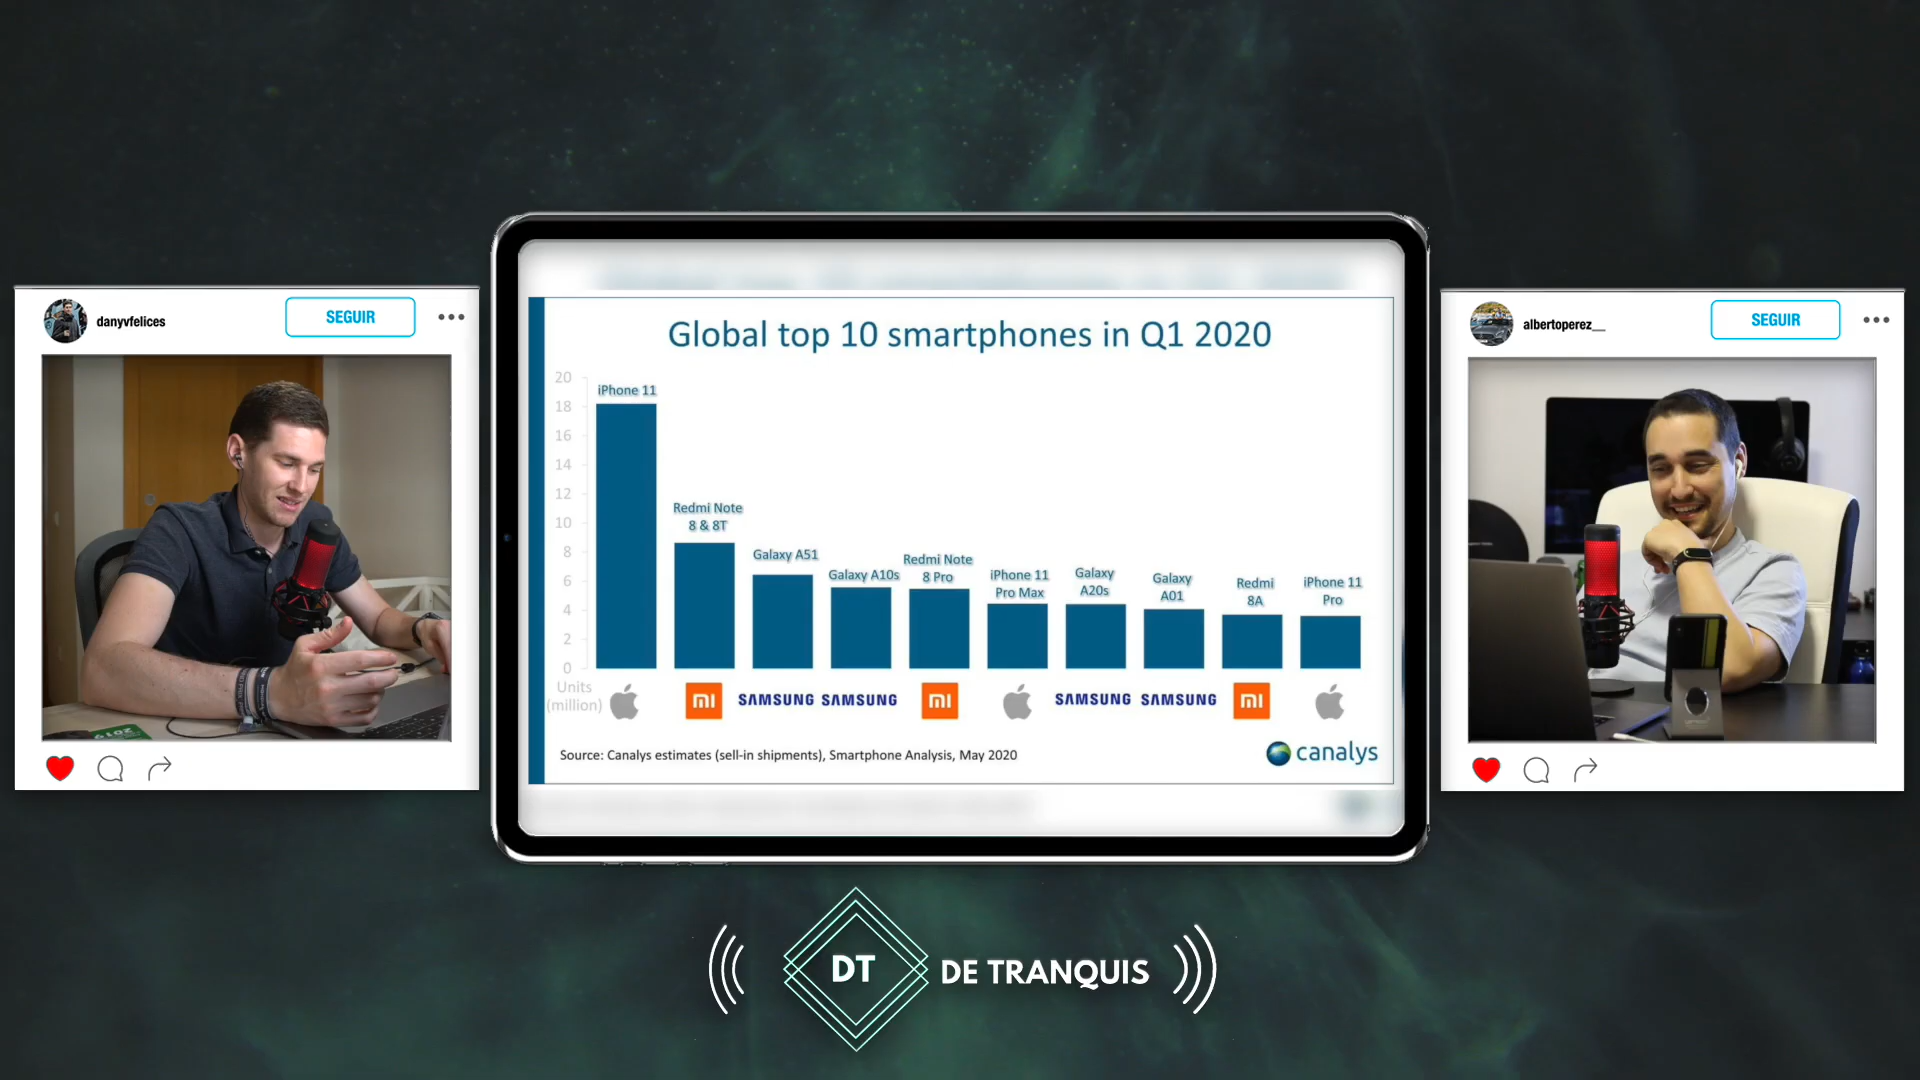 danyvfelices
SEGUIR
Global top 10 smartphones in Q1 2020
20
18
16
14
12
10
8
6
4
2
0
Units
(million)
iPhone 11
Redmi Note
8 & 8T
Galaxy A51
Galaxy A10s
Redmi Note
8 Pro
iPhone 11
Pro Max
Galaxy
A20s
Galaxy
A01
Redmi
8A
iPhone 11
Pro
mi
SAMSUNG
SAMSUNG
mi
SAMSUNG
SAMSUNG
mi
Source: Canalys estimates (sell-in shipments), Smartphone Analysis, May 2020
canalys
albertoperez__
SEGUIR
DT
DE TRANQUIS